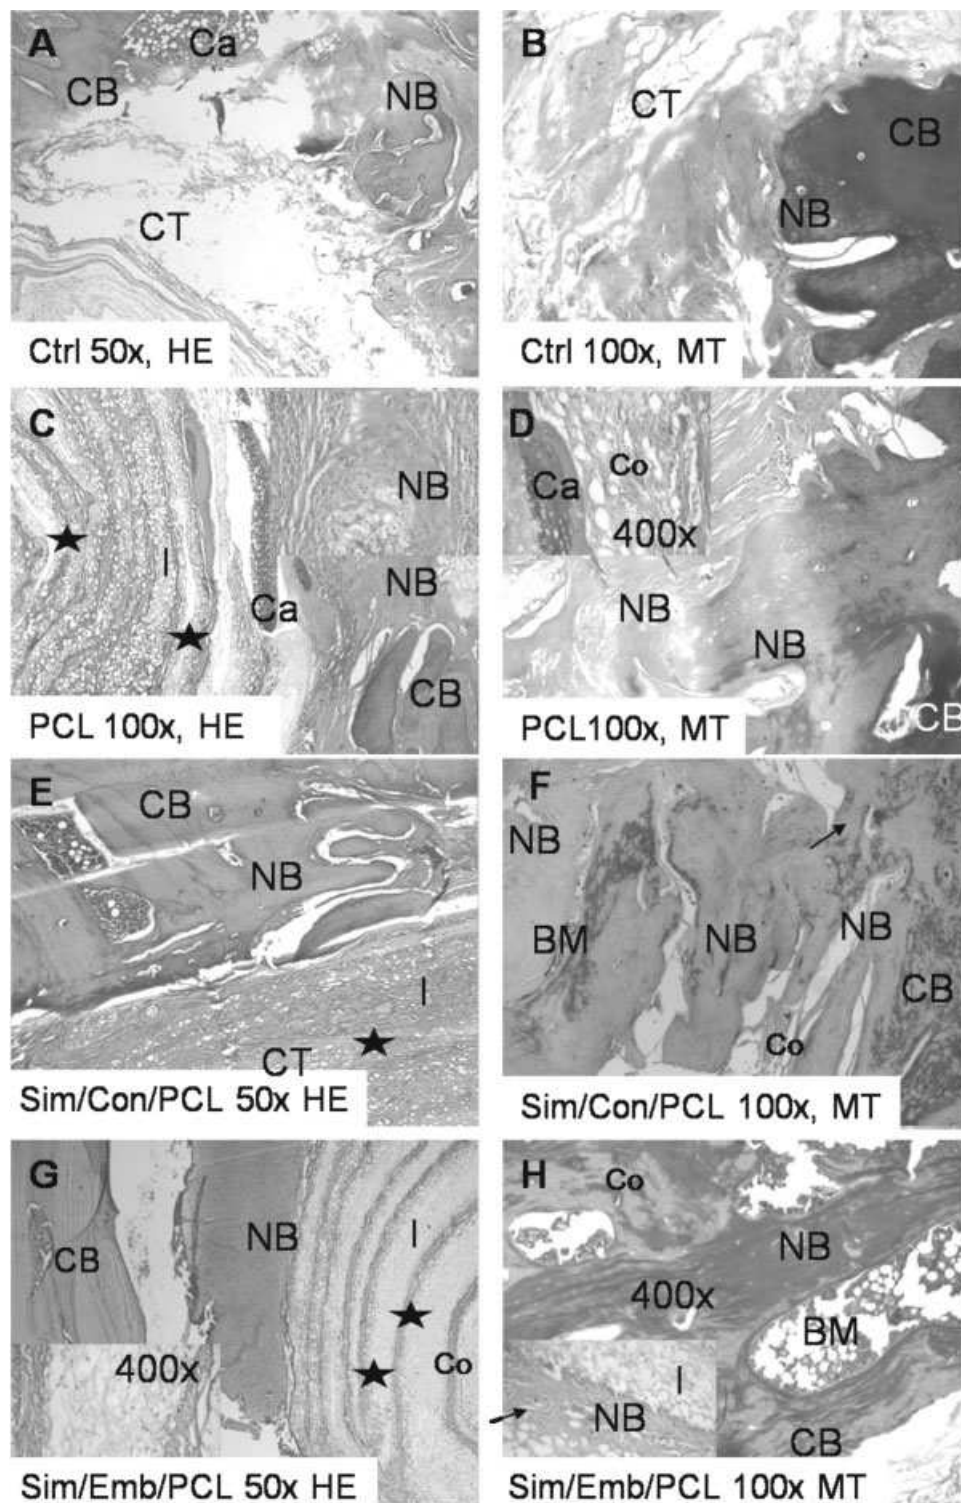 A
Ca
CB
NB
CT
Ctrl 50x, HE
B
CT
CB
NB
Ctrl 100x, MT
C
NB
I
NB
Ca
CB
PCL 100x, HE
D
Co
Ca
400x
NB
NB
CB
PCL100x, MT
E
CB
NB
I
CT
Sim/Con/PCL 50x HE
F
NB
BM
NB
NB
CB
Co
Sim/Con/PCL 100x, MT
G
NB
I
CB
400x
Co
Sim/Emb/PCL 50x HE
H
Co
NB
400x
BM
I
NB
CB
Sim/Emb/PCL 100x MT